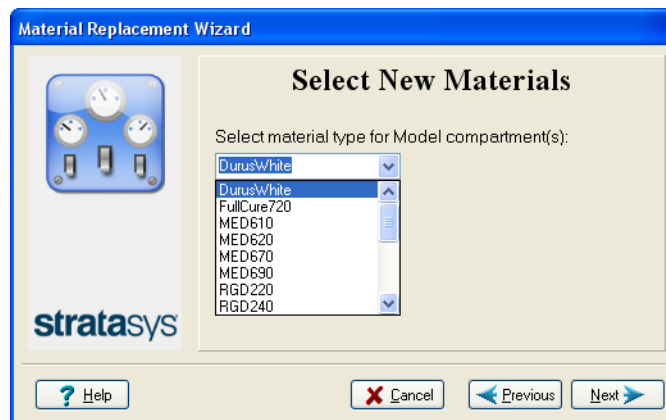 Material Replacement Wizard
Select New Materials
Select material type for Model compartment(s):
DurusWhite
DurusWhite
FullCure720
MED610
MED620
MED670
MED690
RGD220
RGD240
stratasys
? Help
Cancel
Previous
Next